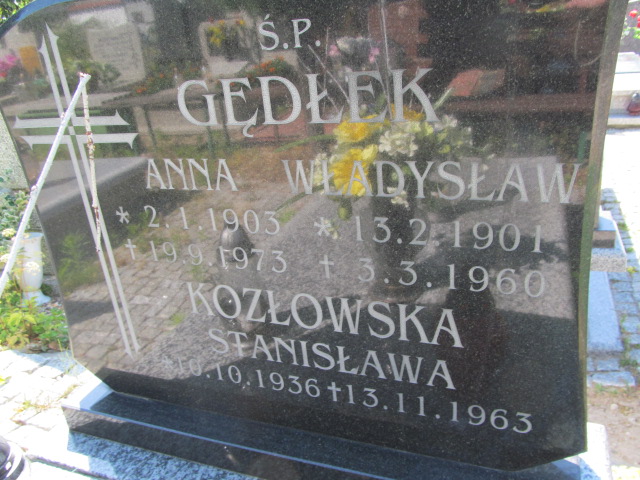 Ś.P.
GĘDŁEK
ANNA WŁADYSŁAW
* 2.1.1903 * 13.2.1901
† 19.9.1973 † 3.3.1960
KOZŁOWSKA
STANISŁAWA
*10.10.1936 †13.11.1963